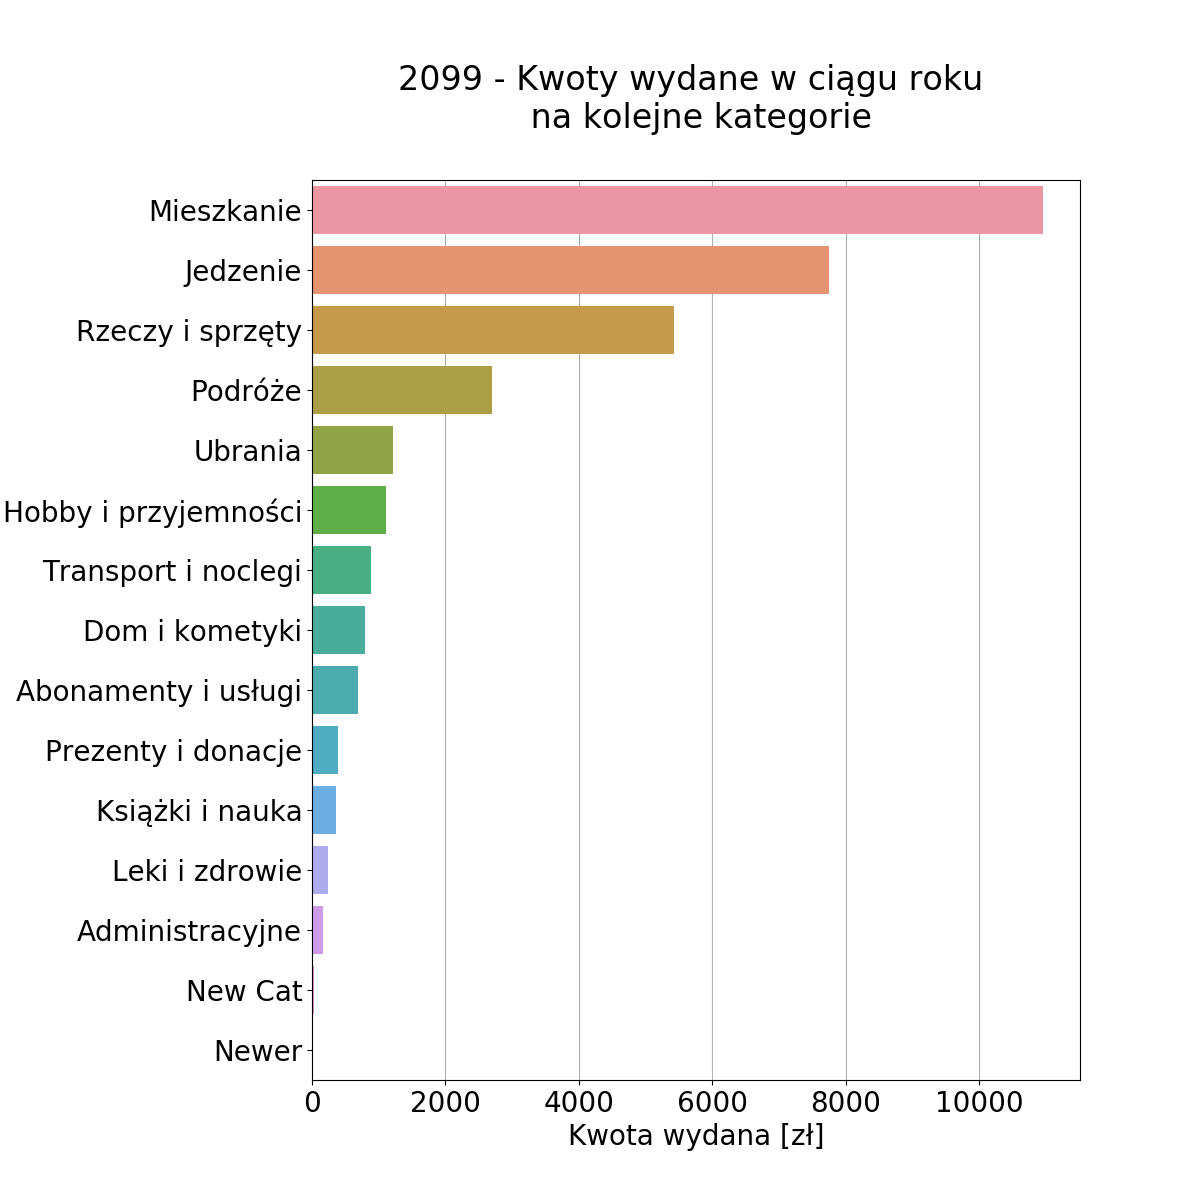 2099 - Kwoty wydane w ciągu roku
na kolejne kategorie
Mieszkanie
Jedzenie
Rzeczy i sprzęty
Podróże
Ubrania
Hobby i przyjemności
Transport i noclegi
Dom i kometyki
Abonamenty i usługi
Prezenty i donacje
Książki i nauka
Leki i zdrowie
Administracyjne
New Cat
Newer
0 2000 4000 6000 8000 10000
Kwota wydana [zł]